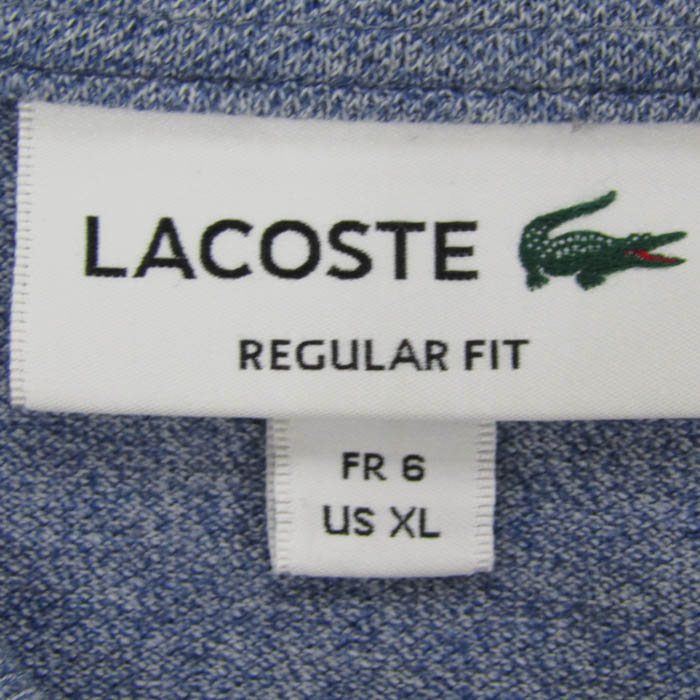 LACOSTE
REGULAR FIT
FR 6
US XL